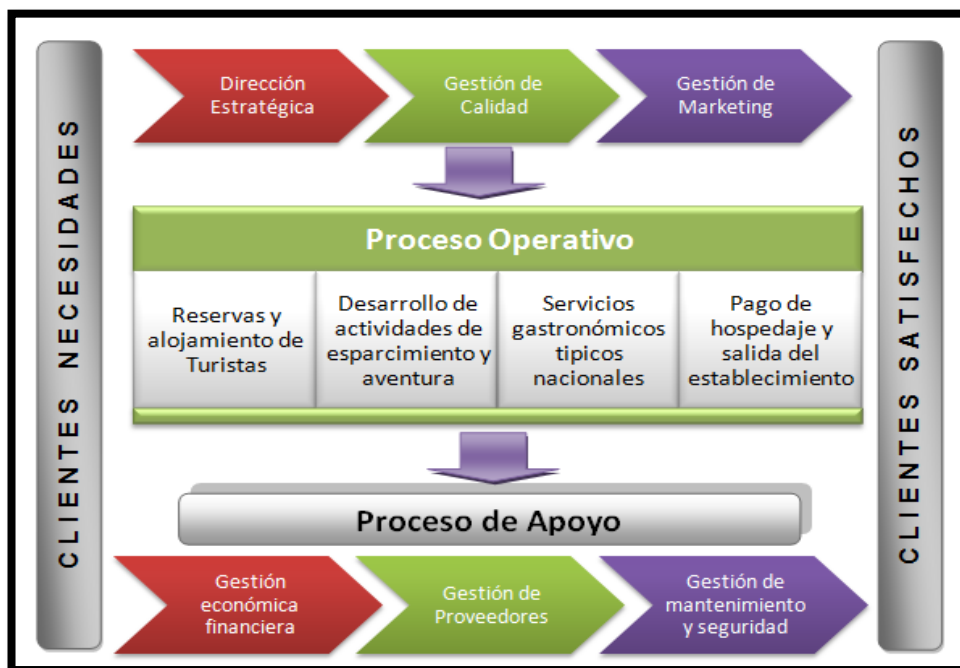 CLIENTES NECESIDADES
Dirección
Estratégica
Gestión de
Calidad
Gestión de
Marketing
Proceso Operativo
Reservas y
alojamiento de
Turistas
Desarrollo de
actividades de
esparcimiento y
aventura
Servicios
gastronómicos
tipicos
nacionales
Pago de
hospedaje y
salida del
establecimiento
Proceso de Apoyo
Gestión
económica
financiera
Gestión de
Proveedores
Gestión de
mantenimiento
y seguridad
CLIENTES SATISFECHOS